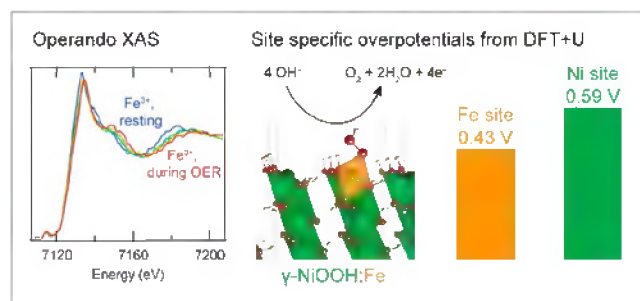 Operando XAS
Site specific overpotentials from DFT+U
Fe³⁺,
resting
Fe³⁺,
during OER
7120
7160
7200
Energy (eV)
4 OH⁻
O₂ + 2H₂O + 4e⁻
γ-NiOOH:Fe
Fe site
0.43 V
Ni site
0.59 V